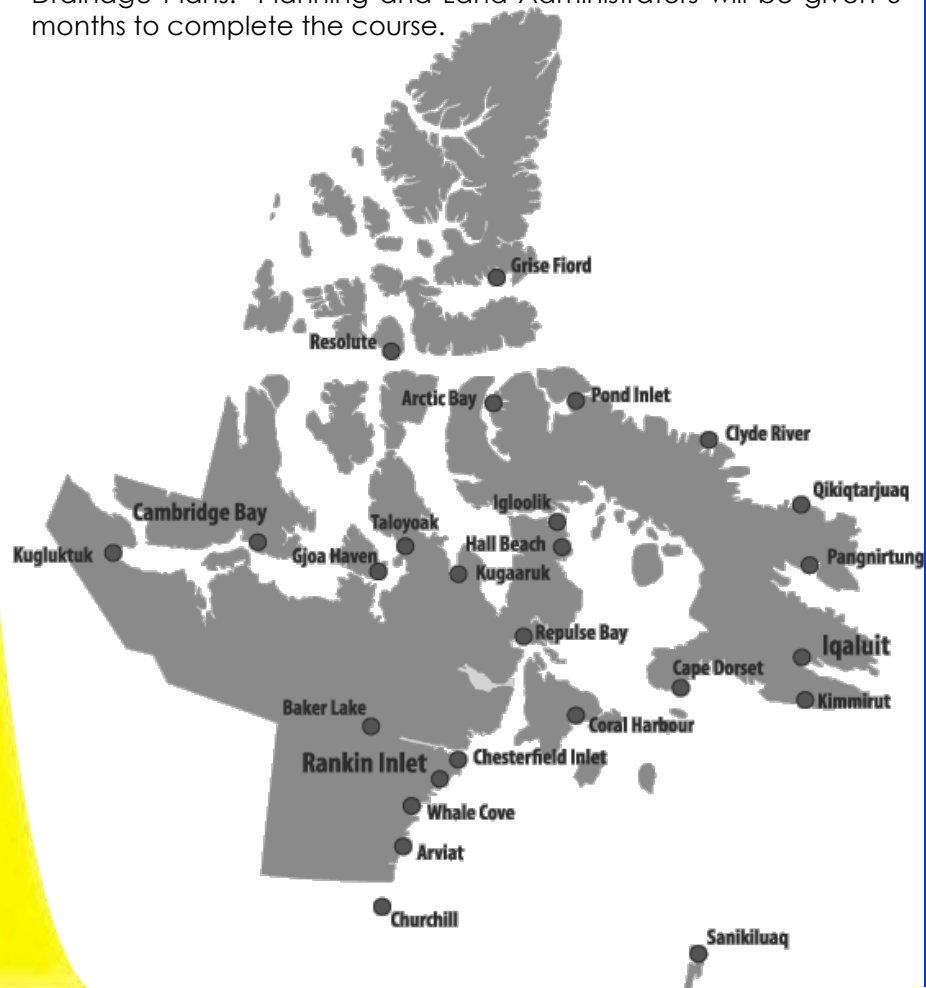 months to complete the course.
Grise Fiord
Resolute
Arctic Bay
Pond Inlet
Clyde River
Qikiqtarjuaq
Igloolik
Cambridge Bay
Taloyoak
Hall Beach
Kugluktuk
Gjoa Haven
Kugaaruk
Pangnirtung
Repulse Bay
Iqaluit
Cape Dorset
Kimmirut
Baker Lake
Coral Harbour
Rankin Inlet
Chesterfield Inlet
Whale Cove
Arviat
Churchill
Sanikiluaq